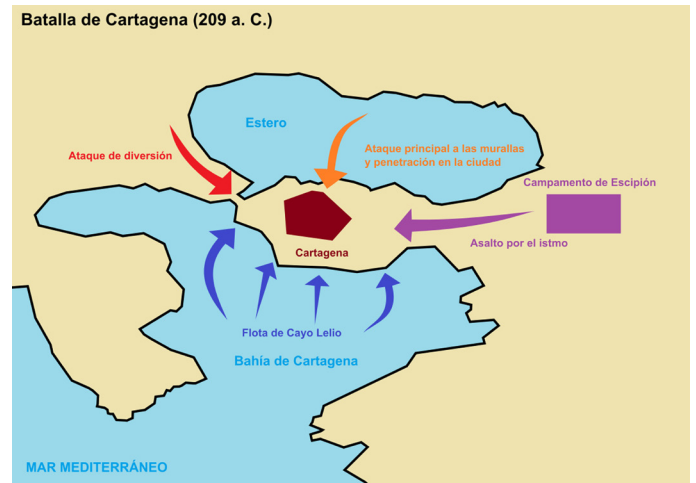 Batalla de Cartagena (209 a. C.)
Estero
Ataque de diversión
Ataque principal a las murallas
y penetración en la ciudad
Campamento de Escipión
Asalto por el istmo
Cartagena
Flota de Cayo Lelio
Bahía de Cartagena
MAR MEDITERRÁNEO